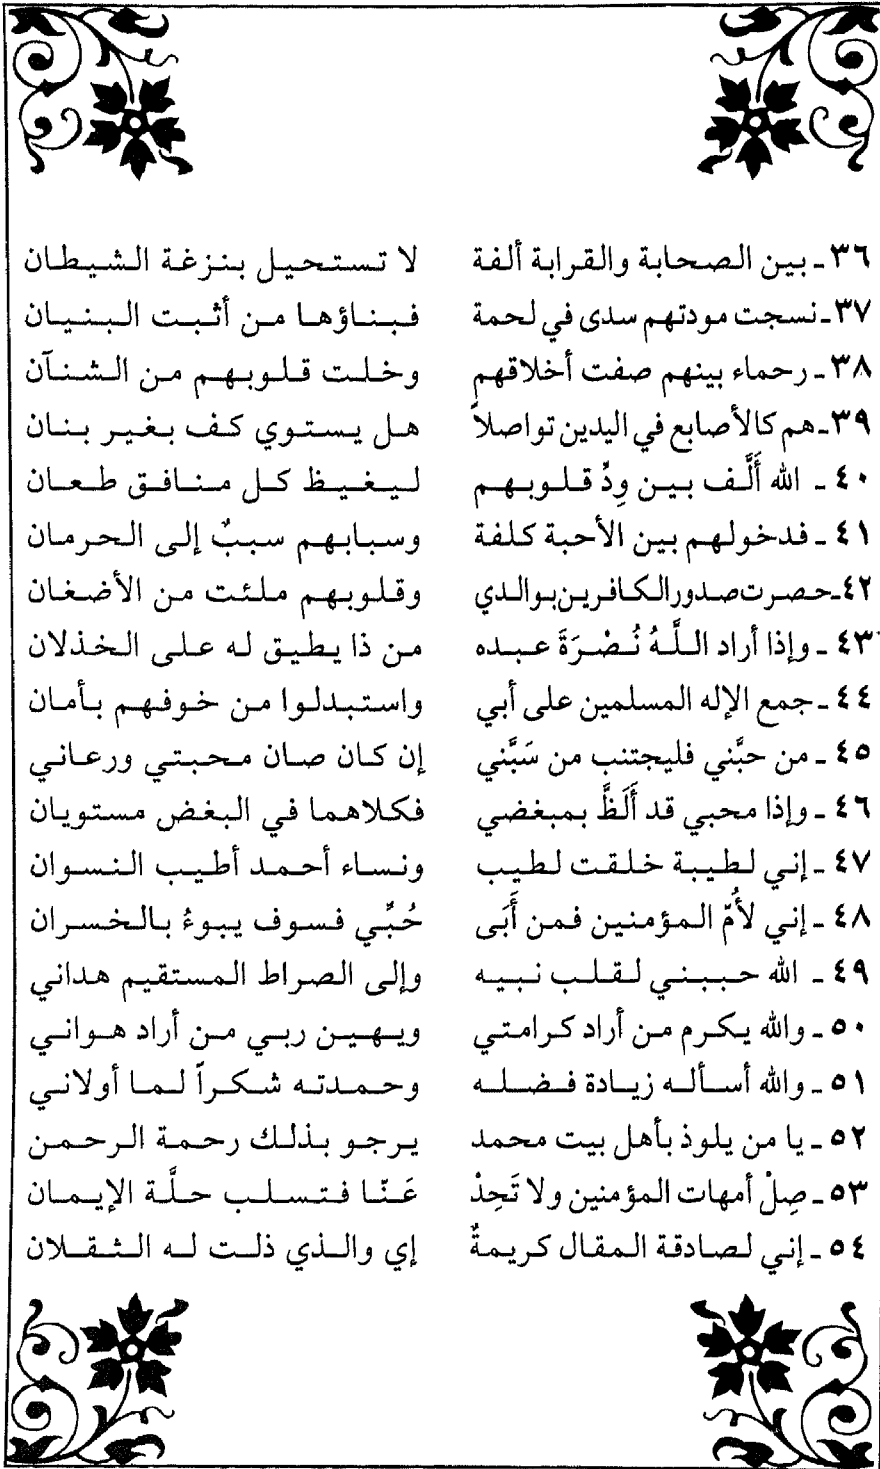 ٣٦ـ بين الصحابة والقرابة ألفة لا تستحيل بنزغة الشيطان
٣٧ـ نسجت مودتهم سدى في لحمة فبناؤها من أثبت البنيان
٣٨ـ رحماء بينهم صفت أخلاقهم وخلت قلوبهم من الشنآن
٣٩ـ هم كالأصابع في اليدين تواصلاً هل يستوي كف بغير بنان
٤٠ـ الله أَلَّف بين وِدِّ قلوبهم ليغيظ كل منافق طعان
٤١ـ فدخولهم بين الأحبة كلفة وسبابهم سببٌ إلى الحرمان
٤٢ـ حصرت صدور الكافرين بوالدي وقلوبهم ملئت من الأضغان
٤٣ـ وإذا أراد اللَّهُ نُصْرَةَ عبده من ذا يطيق له على الخذلان
٤٤ـ جمع الإله المسلمين على أبي واستبدلوا من خوفهم بأمان
٤٥ـ من حبَّني فليجتنب من سَبَّني إن كان صان محبتي ورعاني
٤٦ـ وإذا محبي قد أَلَظَّ بمبغضي فكلاهما في البغض مستويان
٤٧ـ إني لطيبة خلقت لطيب ونساء أحمد أطيب النسوان
٤٨ـ إني لأُمّ المؤمنين فمن أَبَى حُبِّي فسوف يبوءُ بالخسران
٤٩ـ الله حببني لقلب نبيه وإلى الصراط المستقيم هداني
٥٠ـ والله يكرم من أراد كرامتي ويهين ربي من أراد هواني
٥١ـ والله أسأله زيادة فضله وحمدته شكراً لما أولاني
٥٢ـ يا من يلوذ بأهل بيت محمد يرجو بذلك رحمة الرحمن
٥٣ـ صِلْ أمهات المؤمنين ولا تَحِدْ عَنّا فتسلب حلَّة الإيمان
٥٤ـ إني لصادقة المقال كريمةٌ إي والذي ذلت له الثقلان